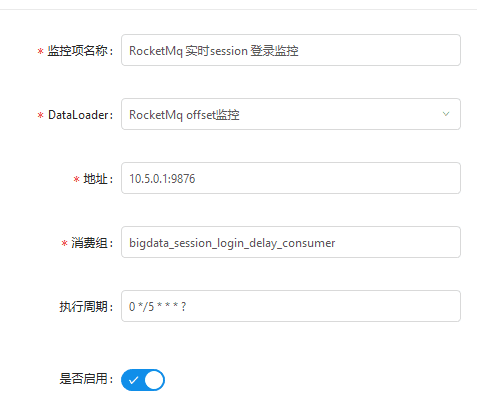 * 监控项名称： RocketMq 实时session 登录监控
* DataLoader： RocketMq offset监控
* 地址： 10.5.0.1:9876
* 消费组： bigdata_session_login_delay_consumer
执行周期： 0 */5 * * * ?
是否启用：